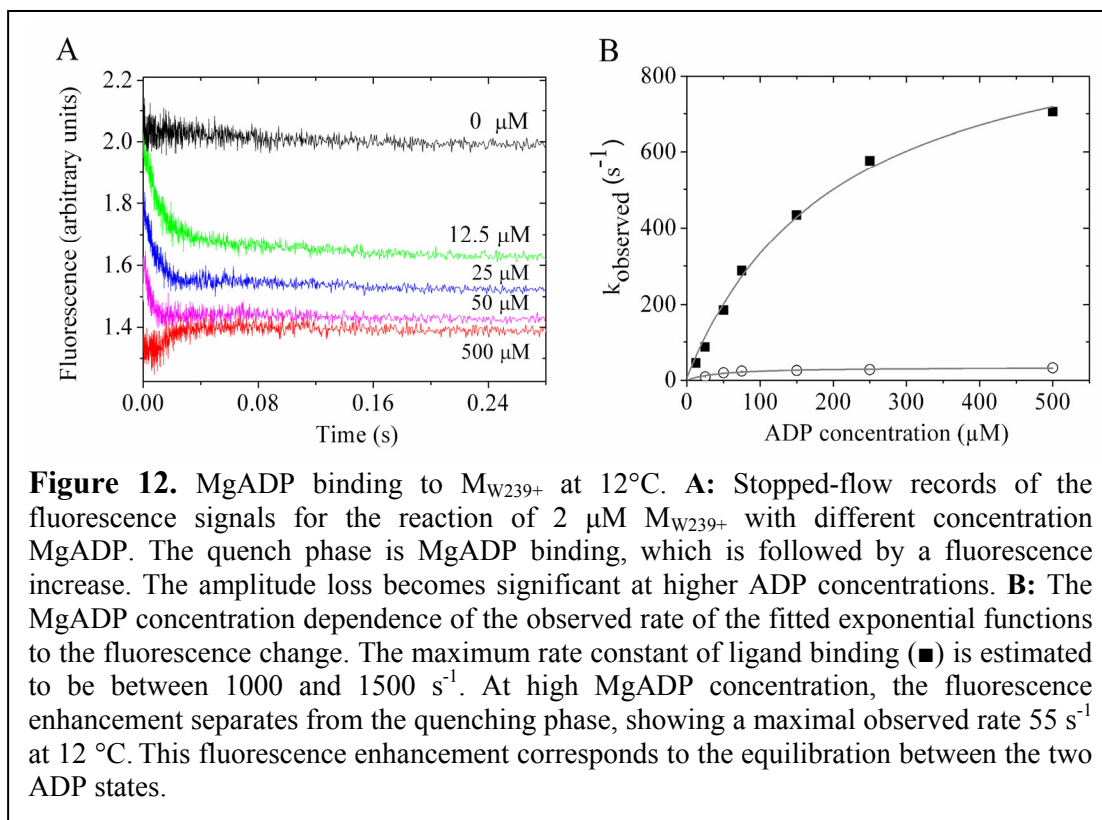 A
Fluorescence (arbitrary units)
2.2
2.0
1.8
1.6
1.4
0 μM
12.5 μM
25 μM
50 μM
500 μM
0.00 0.08 0.16 0.24
Time (s)
B
k observed (s-1)
800
600
400
200
0
0 100 200 300 400 500
ADP concentration (μM)
Figure 12. MgADP binding to MW239+ at 12°C. A: Stopped-flow records of the
fluorescence signals for the reaction of 2 μM MW239+ with different concentration
MgADP. The quench phase is MgADP binding, which is followed by a fluorescence
increase. The amplitude loss becomes significant at higher ADP concentrations. B: The
MgADP concentration dependence of the observed rate of the fitted exponential functions
to the fluorescence change. The maximum rate constant of ligand binding (■) is estimated
to be between 1000 and 1500 s-1. At high MgADP concentration, the fluorescence
enhancement separates from the quenching phase, showing a maximal observed rate 55 s-1
at 12 °C. This fluorescence enhancement corresponds to the equilibration between the two
ADP states.